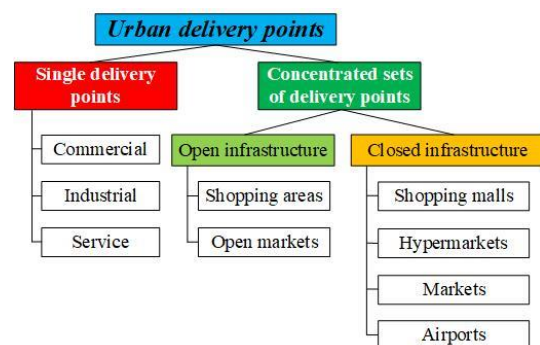 Urban delivery points
Single delivery
points
Concentrated sets
of delivery points
Commercial
Industrial
Service
Open infrastructure
Shopping areas
Open markets
Closed infrastructure
Shopping malls
Hypermarkets
Markets
Airports